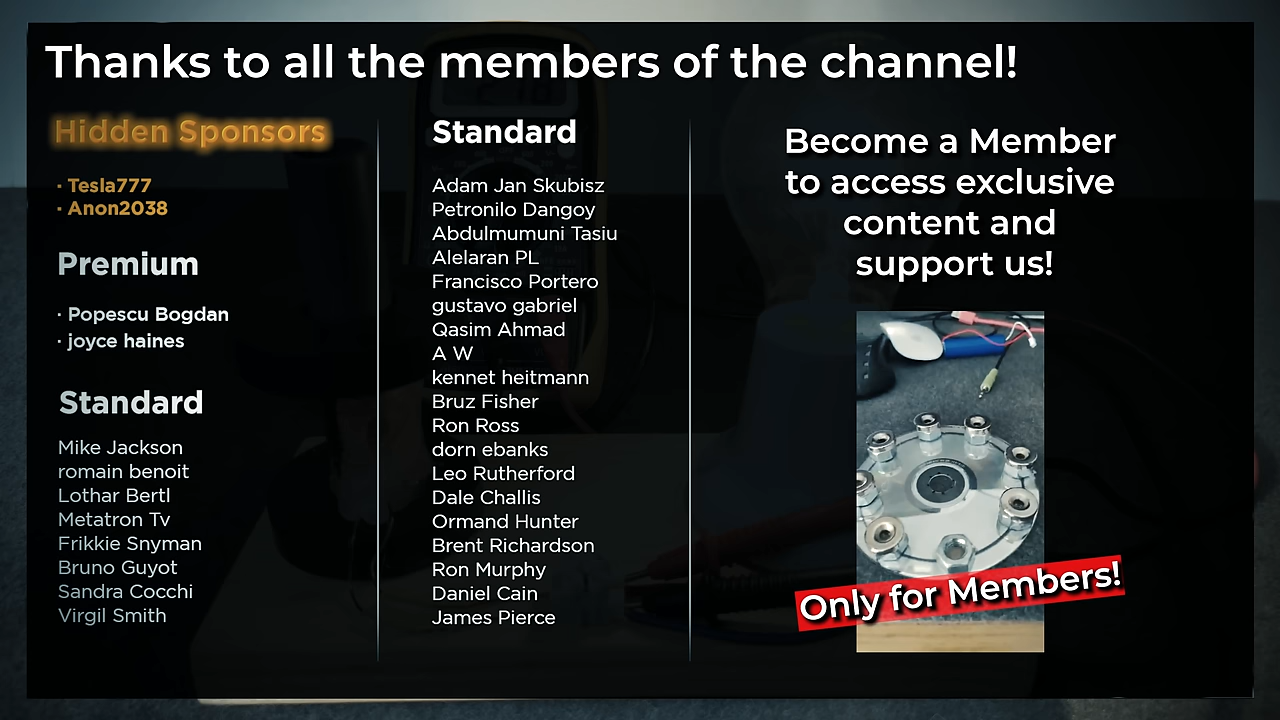 Thanks to all the members of the channel!
Hidden Sponsors
· Tesla777
· Anon2038
Premium
· Popescu Bogdan
· joyce haines
Standard
Mike Jackson
romain benoit
Lothar Bertl
Metatron Tv
Frikkie Snyman
Bruno Guyot
Sandra Cocchi
Virgil Smith
Standard
Adam Jan Skubisz
Petronilo Dangoy
Abdulmumuni Tasiu
Alelaran PL
Francisco Portero
gustavo gabriel
Qasim Ahmad
A W
kennet heitmann
Bruz Fisher
Ron Ross
dorn ebanks
Leo Rutherford
Dale Challis
Ormand Hunter
Brent Richardson
Ron Murphy
Daniel Cain
James Pierce
Become a Member
to access exclusive
content and
support us!
Only for Members!